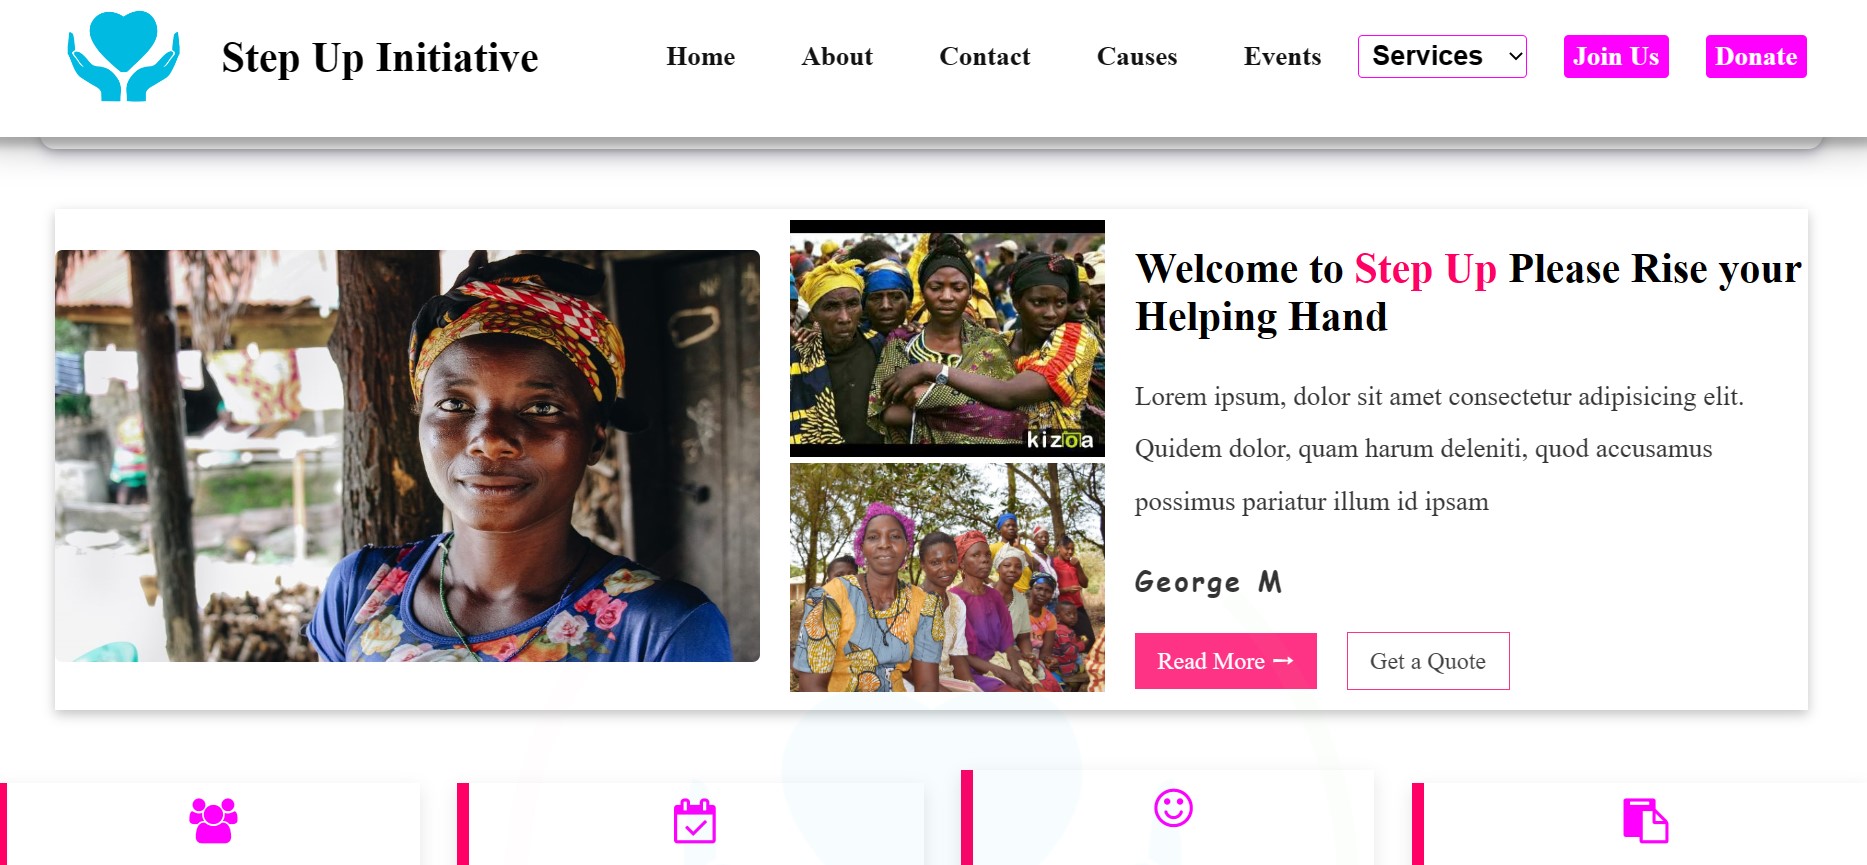 Step Up Initiative
Home About Contact Causes Events Services Join Us Donate
kizoa
Welcome to Step Up Please Rise your
Helping Hand
Lorem ipsum, dolor sit amet consectetur adipisicing elit.
Quidem dolor, quam harum deleniti, quod accusamus
possimus pariatur illum id ipsam
George M
Read More →
Get a Quote